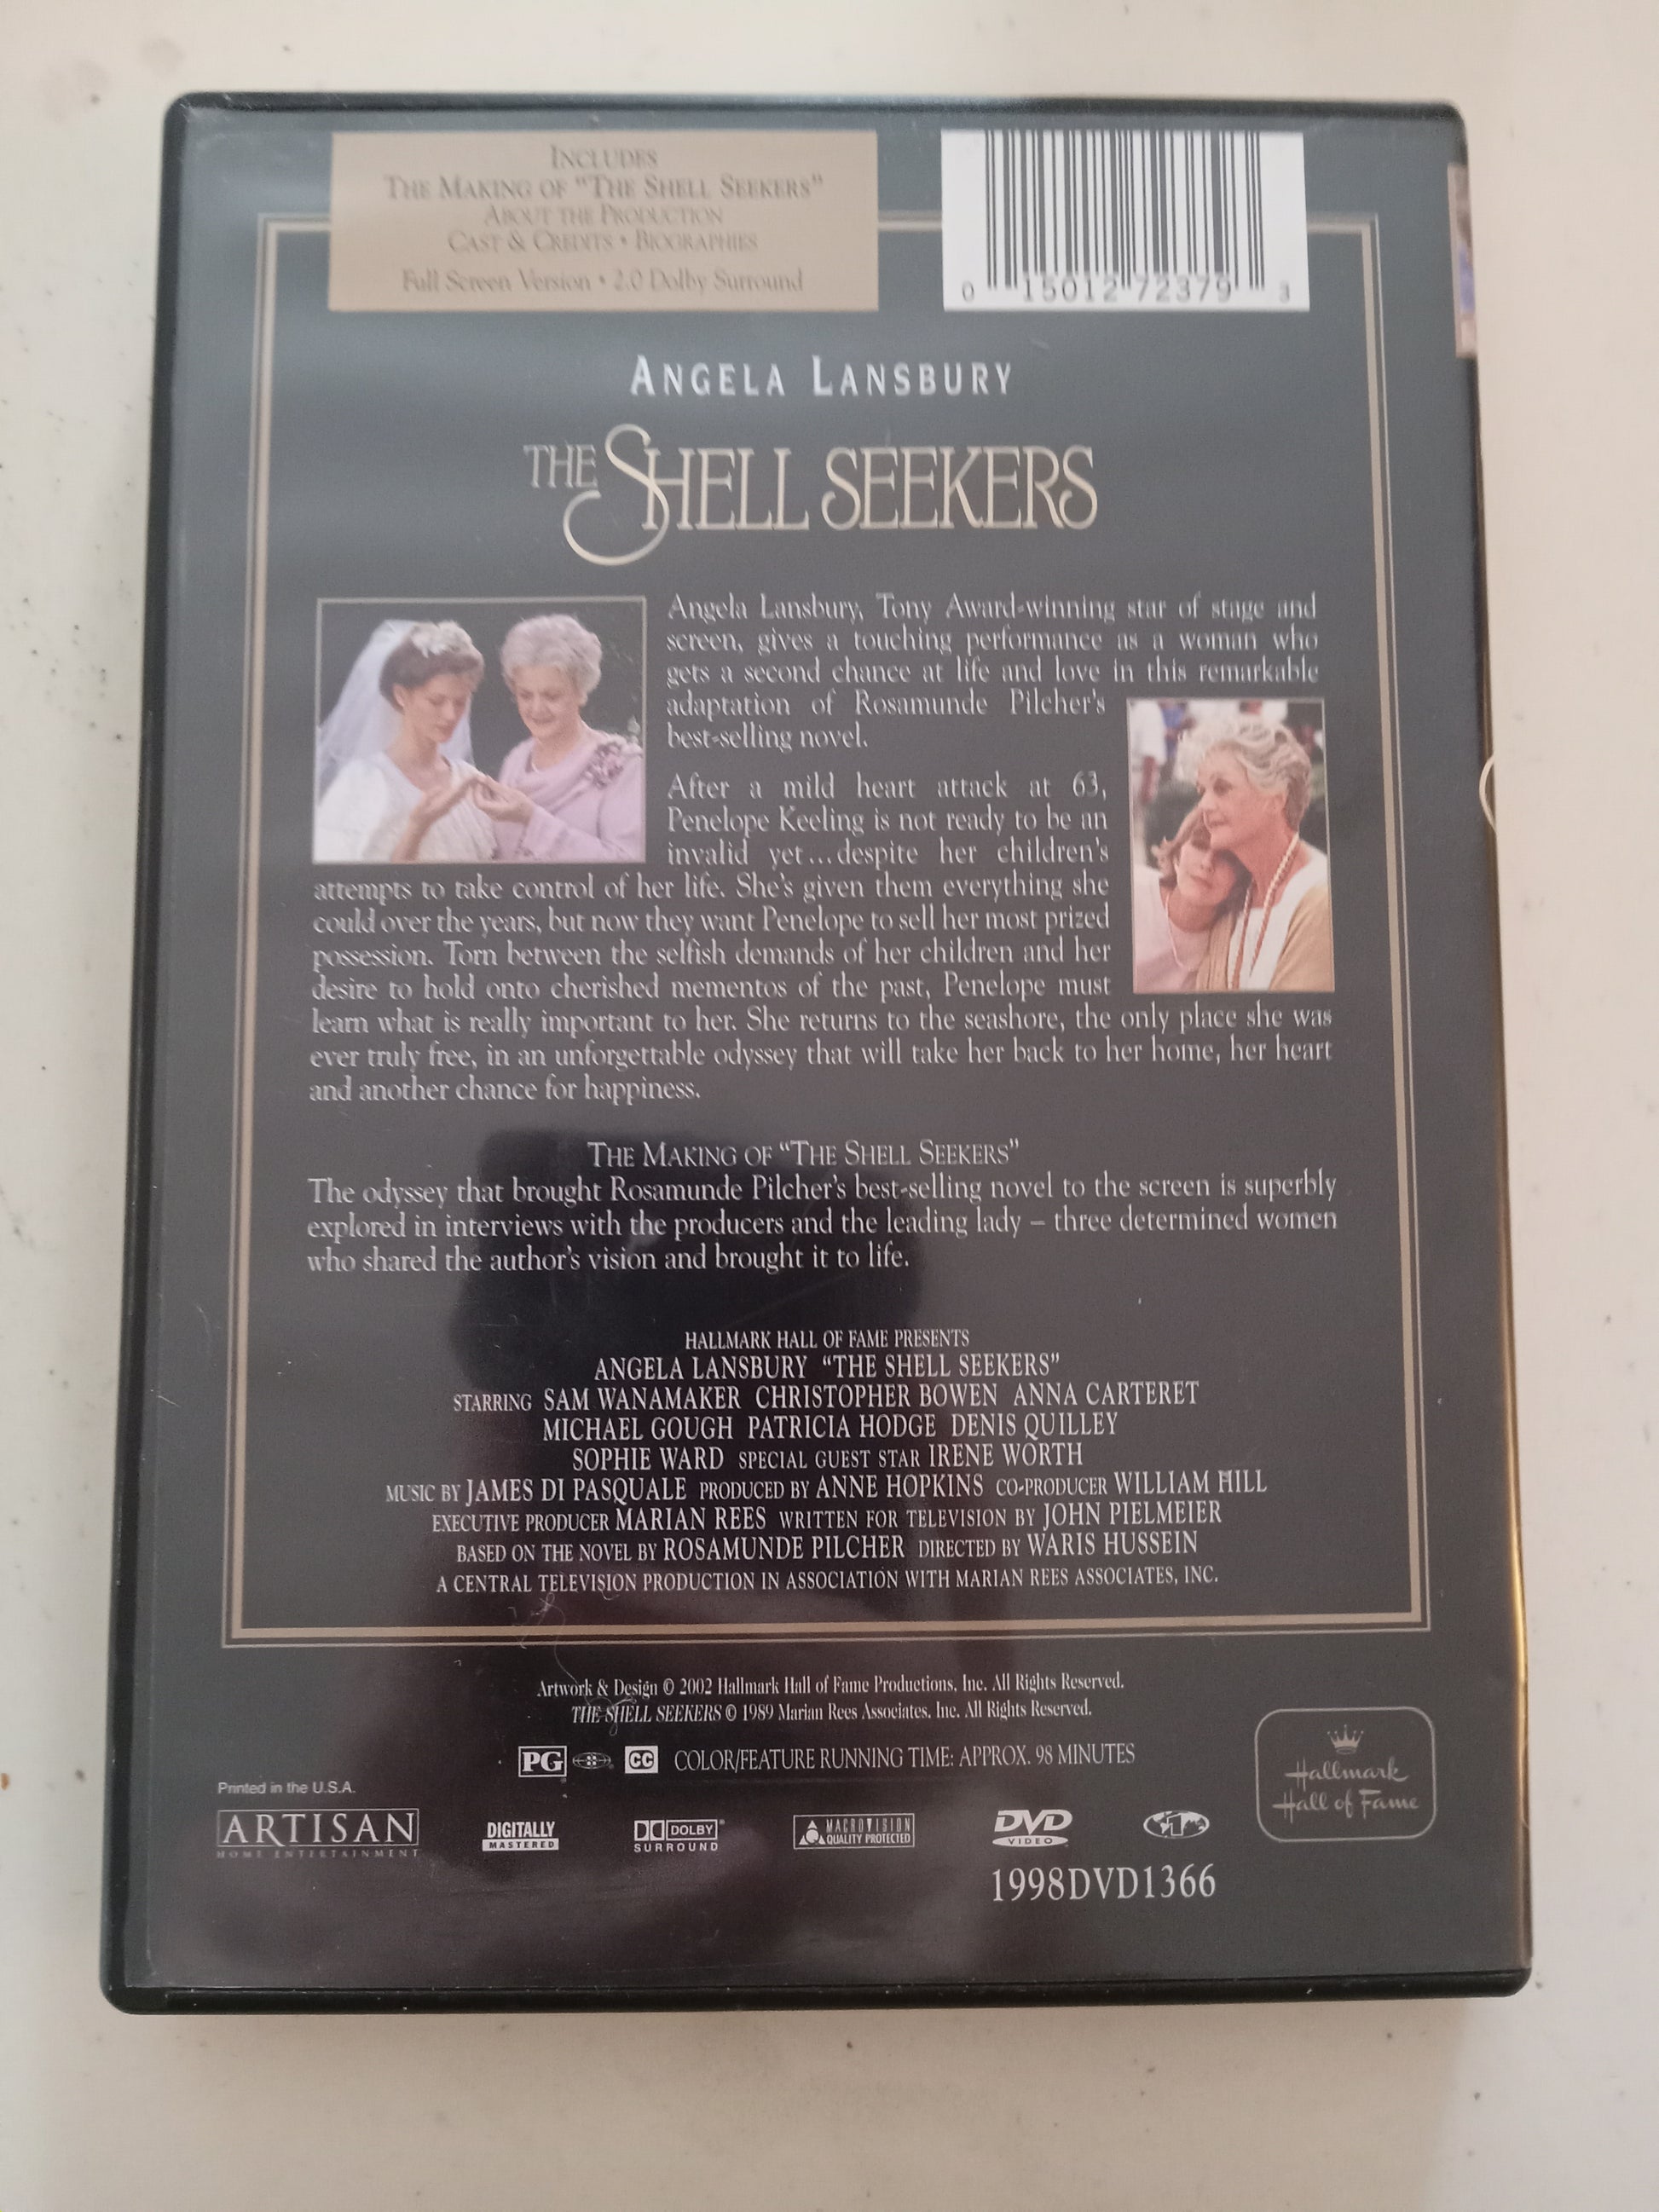 INCLUDES
THE MAKING OF "THE SHELL SEEKERS"
ABOUT THE PRODUCTION
CAST & CREDITS • BIOGRAPHIES
Full Screen Version • 2.0 Dolby Surround
0 15012 72379 3
ANGELA LANSBURY
THE SHELL SEEKERS
Angela Lansbury, Tony Award-winning star of stage and
screen, gives a touching performance as a woman who
gets a second chance at life and love in this remarkable
adaptation of Rosamunde Pilcher's
best-selling novel.
After a mild heart attack at 63,
Penelope Keeling is not ready to be an
invalid yet...despite her children's
attempts to take control of her life. She's given them everything she
could over the years, but now they want Penelope to sell her most prized
possession. Torn between the selfish demands of her children and her
desire to hold onto cherished mementos of the past, Penelope must
learn what is really important to her. She returns to the seashore, the only place she was
ever truly free, in an unforgettable odyssey that will take her back to her home, her heart
and another chance for happiness.
THE MAKING OF "THE SHELL SEEKERS"
The odyssey that brought Rosamunde Pilcher's best-selling novel to the screen is superbly
explored in interviews with the producers and the leading lady – three determined women
who shared the author's vision and brought it to life.
HALLMARK HALL OF FAME PRESENTS
ANGELA LANSBURY "THE SHELL SEEKERS"
STARRING SAM WANAMAKER CHRISTOPHER BOWEN ANNA CARTERET
MICHAEL GOUGH PATRICIA HODGE DENIS QUILLEY
SOPHIE WARD SPECIAL GUEST STAR IRENE WORTH
MUSIC BY JAMES DI PASQUALE PRODUCED BY ANNE HOPKINS CO-PRODUCER WILLIAM HILL
EXECUTIVE PRODUCER MARIAN REES WRITTEN FOR TELEVISION BY JOHN PIELMEIER
BASED ON THE NOVEL BY ROSAMUNDE PILCHER DIRECTED BY WARIS HUSSEIN
A CENTRAL TELEVISION PRODUCTION IN ASSOCIATION WITH MARIAN REES ASSOCIATES, INC.
Artwork & Design © 2002 Hallmark Hall of Fame Productions, Inc. All Rights Reserved.
THE SHELL SEEKERS © 1989 Marian Rees Associates, Inc. All Rights Reserved.
PG CC COLOR/FEATURE RUNNING TIME: APPROX. 98 MINUTES
Printed in the U.S.A.
ARTISAN
HOME ENTERTAINMENT
DIGITALLY
MASTERED
DOLBY
SURROUND
MACROVISION
QUALITY PROTECTED
DVD
VIDEO
Hallmark
Hall of Fame
1998DVD1366